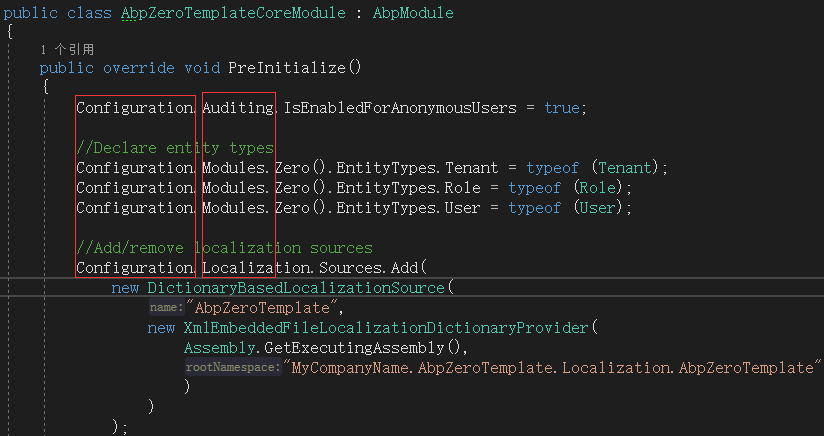 public class AbpZeroTemplateCoreModule : AbpModule
{
1 个引用
public override void PreInitialize()
{
Configuration.Auditing.IsEnabledForAnonymousUsers = true;
//Declare entity types
Configuration.Modules.Zero().EntityTypes.Tenant = typeof (Tenant);
Configuration.Modules.Zero().EntityTypes.Role = typeof (Role);
Configuration.Modules.Zero().EntityTypes.User = typeof (User);
//Add/remove localization sources
Configuration.Localization.Sources.Add(
new DictionaryBasedLocalizationSource(
name:"AbpZeroTemplate",
new XmlEmbeddedFileLocalizationDictionaryProvider(
Assembly.GetExecutingAssembly(),
rootNamespace:"MyCompanyName.AbpZeroTemplate.Localization.AbpZeroTemplate"
)
)
);